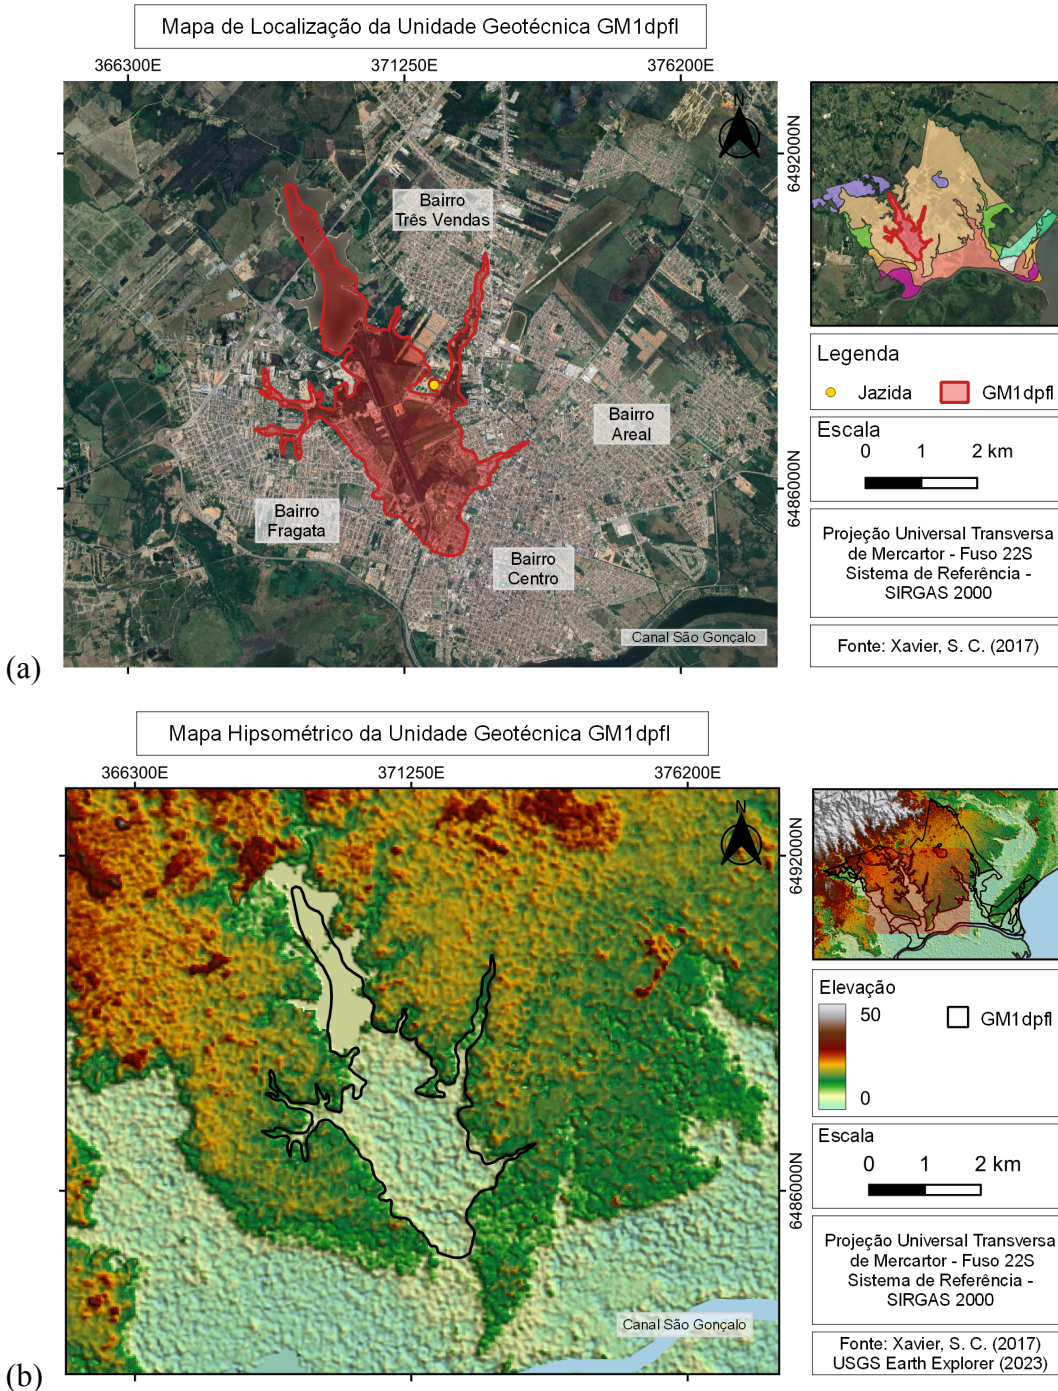 Mapa de Localização da Unidade Geotécnica GM1dpfl
366300E
371250E
376200E
N
6492000N
6486000N
Bairro
Três Vendas
Bairro
Areal
Bairro
Fragata
Bairro
Centro
Canal São Gonçalo
Legenda
Jazida
GM1dpfl
Escala
0 1 2 km
Projeção Universal Transversa
de Mercartor - Fuso 22S
Sistema de Referência -
SIRGAS 2000
Fonte: Xavier, S. C. (2017)
(a)
Mapa Hipsométrico da Unidade Geotécnica GM1dpfl
366300E
371250E
376200E
N
6492000N
6486000N
Canal São Gonçalo
Elevação
50
0
GM1dpfl
Escala
0 1 2 km
Projeção Universal Transversa
de Mercartor - Fuso 22S
Sistema de Referência -
SIRGAS 2000
Fonte: Xavier, S. C. (2017)
USGS Earth Explorer (2023)
(b)